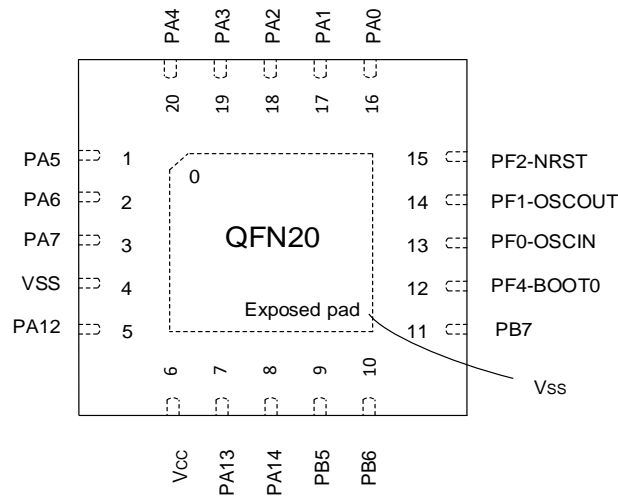 PA4 PA3 PA2 PA1 PA0
20 19 18 17 16
PA5 1 15 PF2-NRST
0
PA6 2 14 PF1-OSCOUT
QFN20
PA7 3 13 PF0-OSCIN
VSS 4 12 PF4-BOOT0
Exposed pad
PA12 5 11 PB7
6 7 8 9 10
Vss
Vcc PA13 PA14 PB5 PB6